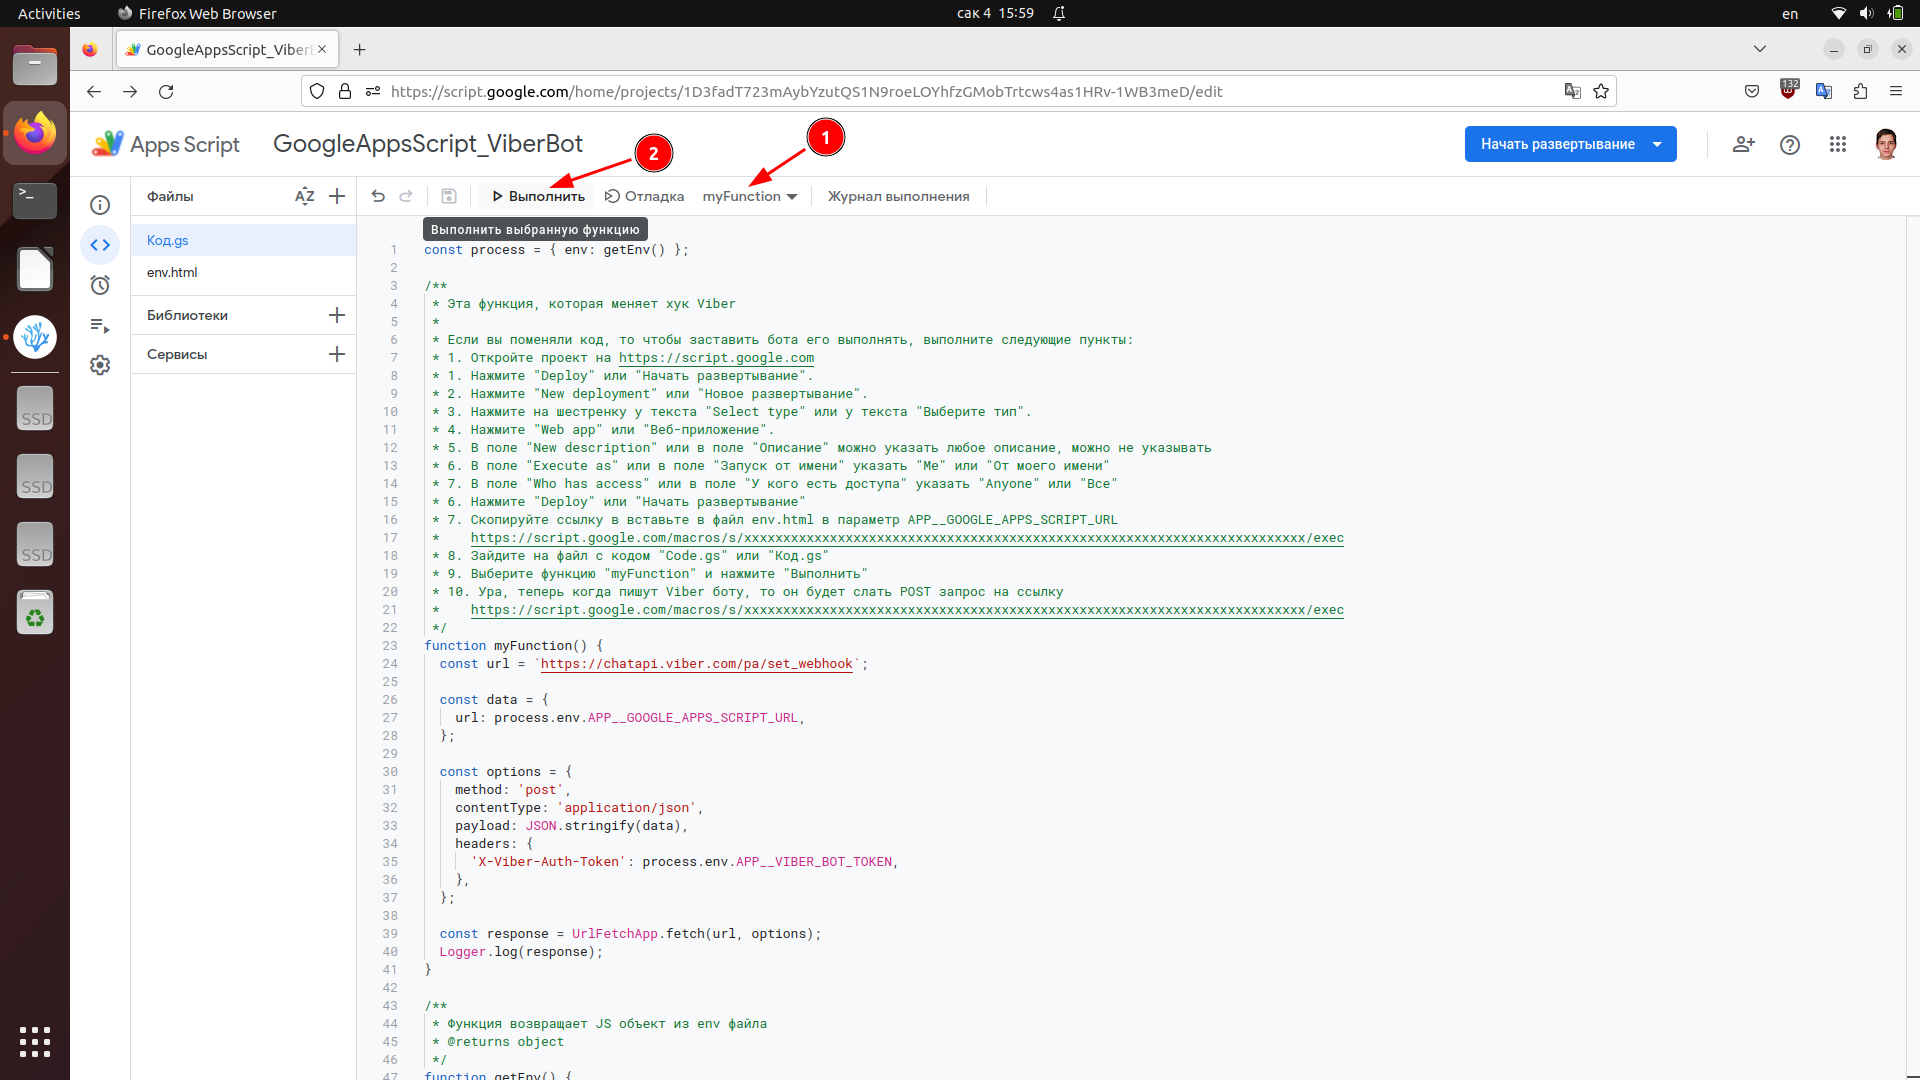 Activities
Firefox Web Browser
сак 4 15:59
en
GoogleAppsScript_Viber
https://script.google.com/home/projects/1D3fadT723mAybYzutQS1N9roeLOYhfzGMobTrtcws4as1HRv-1WB3meD/edit
132
Apps Script
GoogleAppsScript_ViberBot
2
1
Начать развертывание
Файлы
AZ
Выполнить
Отладка
myFunction
Журнал выполнения
Выполнить выбранную функцию
Код.gs
env.html
Библиотеки
Сервисы
SSD
SSD
SSD
1 const process = { env: getEnv() };
2
3 /**
4 * Эта функция, которая меняет хук Viber
5 *
6 * Если вы поменяли код, то чтобы заставить бота его выполнять, выполните следующие пункты:
7 * 1. Откройте проект на https://script.google.com
8 * 1. Нажмите "Deploy" или "Начать развертывание".
9 * 2. Нажмите "New deployment" или "Новое развертывание".
10 * 3. Нажмите на шестренку у текста "Select type" или у текста "Выберите тип".
11 * 4. Нажмите "Web app" или "Веб-приложение".
12 * 5. В поле "New description" или в поле "Описание" можно указать любое описание, можно не указывать
13 * 6. В поле "Execute as" или в поле "Запуск от имени" указать "Me" или "От моего имени"
14 * 7. В поле "Who has access" или в поле "У кого есть доступа" указать "Anyone" или "Все"
15 * 6. Нажмите "Deploy" или "Начать развертывание"
16 * 7. Скопируйте ссылку в вставьте в файл env.html в параметр APP__GOOGLE_APPS_SCRIPT_URL
17 * https://script.google.com/macros/s/xxxxxxxxxxxxxxxxxxxxxxxxxxxxxxxxxxxxxxxxxxxxxxxxxxxxxxxxxxxxxxxxxxxxxxxx/exec
18 * 8. Зайдите на файл с кодом "Code.gs" или "Код.gs"
19 * 9. Выберите функцию "myFunction" и нажмите "Выполнить"
20 * 10. Ура, теперь когда пишут Viber боту, то он будет слать POST запрос на ссылку
21 * https://script.google.com/macros/s/xxxxxxxxxxxxxxxxxxxxxxxxxxxxxxxxxxxxxxxxxxxxxxxxxxxxxxxxxxxxxxxxxxxxxxxx/exec
22 */
23 function myFunction() {
24 const url = `https://chatapi.viber.com/pa/set_webhook`;
25
26 const data = {
27 url: process.env.APP__GOOGLE_APPS_SCRIPT_URL,
28 };
29
30 const options = {
31 method: 'post',
32 contentType: 'application/json',
33 payload: JSON.stringify(data),
34 headers: {
35 'X-Viber-Auth-Token': process.env.APP__VIBER_BOT_TOKEN,
36 },
37 };
38
39 const response = UrlFetchApp.fetch(url, options);
40 Logger.log(response);
41 }
42
43 /**
44 * Функция возвращает JS объект из env файла
45 * @returns object
46 */
47 function getEnv() {